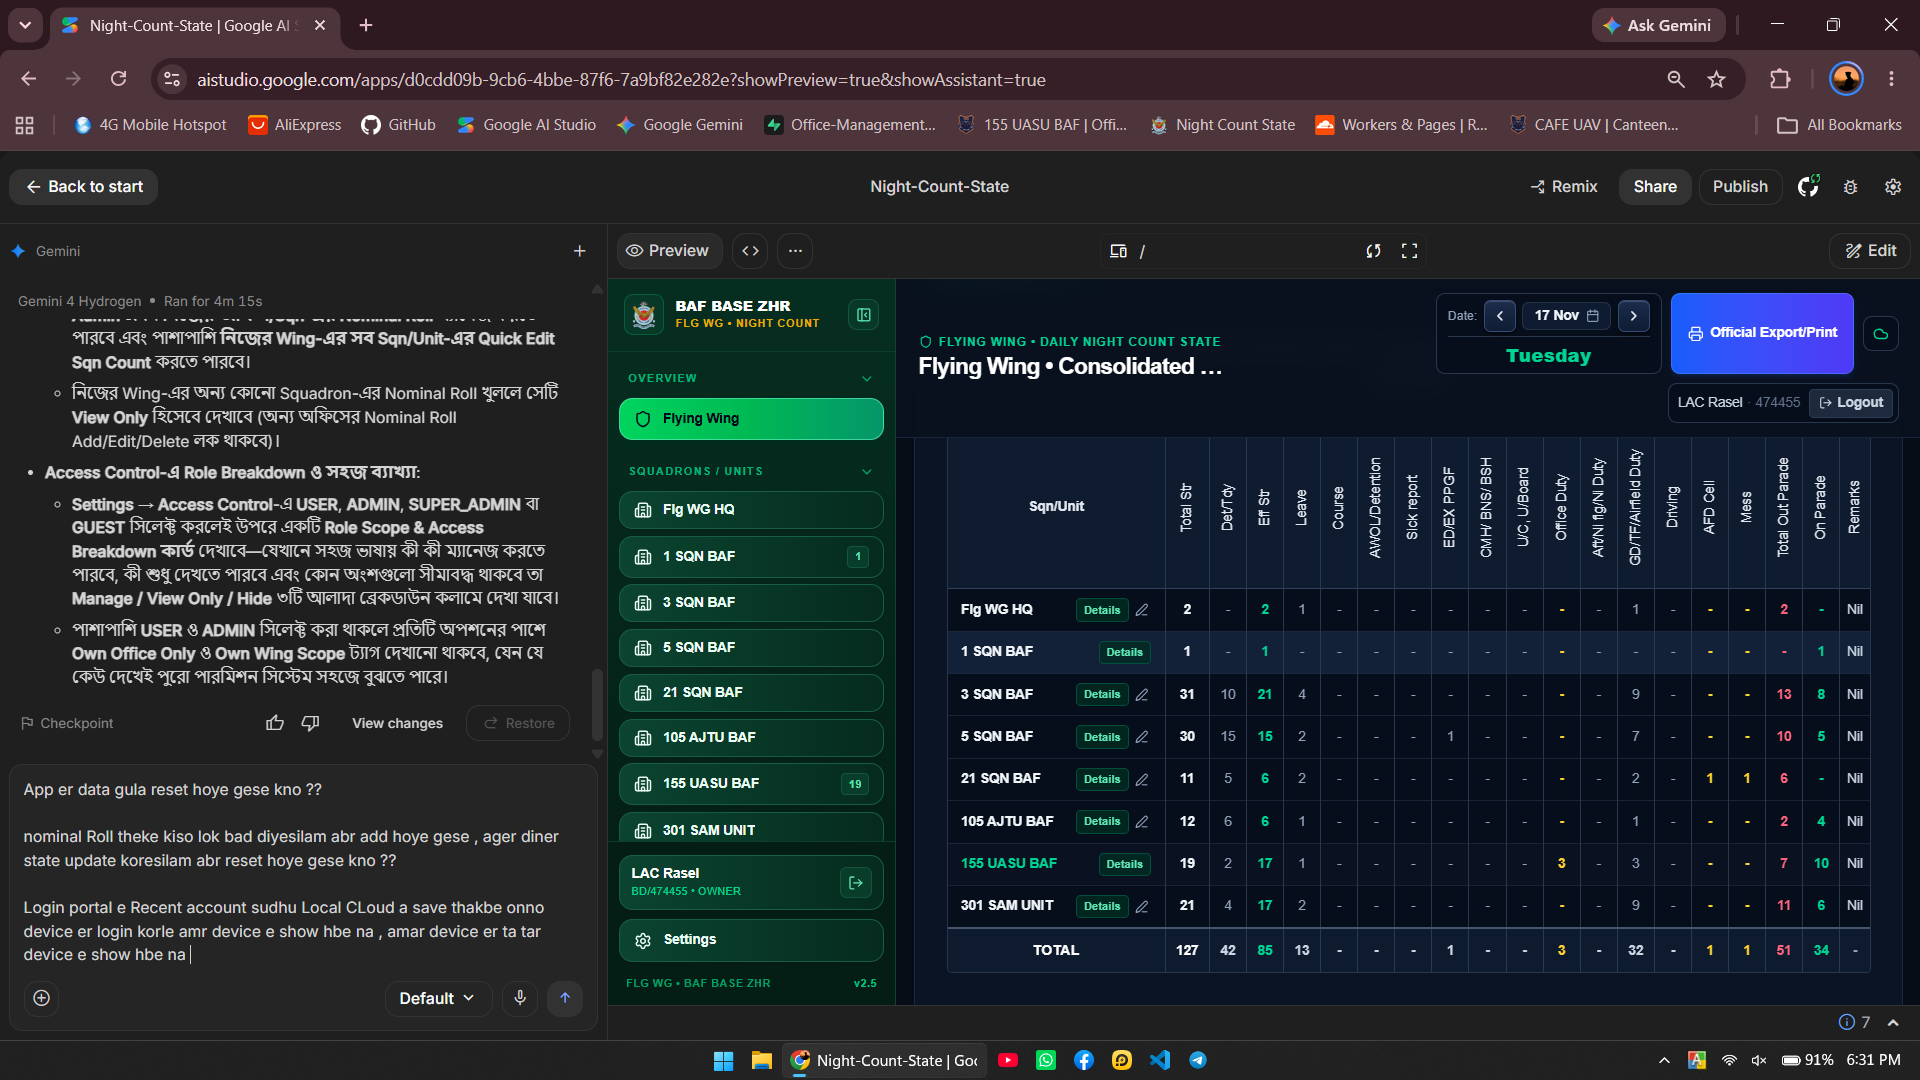 Night-Count-State | Google AI S
Ask Gemini
aistudio.google.com/apps/d0cdd09b-9cb6-4bbe-87f6-7a9bf82e282e?showPreview=true&showAssistant=true
4G Mobile Hotspot
AliExpress
GitHub
Google AI Studio
Google Gemini
Office-Management...
155 UASU BAF | Offi...
Night Count State
Workers & Pages | R...
CAFE UAV | Canteen...
All Bookmarks
Back to start
Night-Count-State
Remix
Share
Publish
Gemini
Preview
/
Edit
Gemini 4 Hydrogen • Ran for 4m 15s
পারবে এবং পাশাপাশি নিজের Wing-এর সব Sqn/Unit-এর Quick Edit
Sqn Count করতে পারবে।
নিজের Wing-এর অন্য কোনো Squadron-এর Nominal Roll খুললে সেটি
View Only হিসেবে দেখাবে (অন্য অফিসের Nominal Roll
Add/Edit/Delete লক থাকবে)।
• Access Control-এ Role Breakdown ও সহজ ব্যাখ্যা:
Settings → Access Control-এ USER, ADMIN, SUPER_ADMIN বা
GUEST সিলেক্ট করলেই উপরে একটি Role Scope & Access
Breakdown কার্ড দেখাবে—যেখানে সহজ ভাষায় কী কী ম্যানেজ করতে
পারবে, কী শুধু দেখতে পারবে এবং কোন অংশগুলো সীমাবদ্ধ থাকবে তা
Manage / View Only / Hide ৩টি আলাদা ব্রেকডাউন কলামে দেখা যাবে।
পাশাপাশি USER ও ADMIN সিলেক্ট করা থাকলে প্রতিটি অপশনের পাশে
Own Office Only ও Own Wing Scope ট্যাগ দেখানো থাকবে, যেন যে
কেউ দেখেই পুরো পারমিশন সিস্টেম সহজে বুঝতে পারে।
Checkpoint
View changes
Restore
App er data gula reset hoye gese kno ??
nominal Roll theke kiso lok bad diyesilam abr add hoye gese , ager diner
state update koresilam abr reset hoye gese kno ??
Login portal e Recent account sudhu Local CLoud a save thakbe onno
device er login korle amr device e show hbe na , amar device er ta tar
device e show hbe na
Default
BAF BASE ZHR
FLG WG • NIGHT COUNT
OVERVIEW
Flying Wing
SQUADRONS / UNITS
Flg WG HQ
1 SQN BAF 1
3 SQN BAF
5 SQN BAF
21 SQN BAF
105 AJTU BAF
155 UASU BAF 19
301 SAM UNIT
LAC Rasel
BD/474455 • OWNER
Settings
FLG WG • BAF BASE ZHR v2.5
FLYING WING • DAILY NIGHT COUNT STATE
Flying Wing • Consolidated ...
Date: 17 Nov
Tuesday
Official Export/Print
LAC Rasel · 474455 Logout
Sqn/Unit Total Str Det/Tdy Eff Str Leave Course AWOL/Detention Sick report ED/EX PPGF CMH/ BNS/ BSH U/C, U/Board Office Duty Aft/Ni flg/NI Duty GD/TF/Airfield Duty Driving AFD Cell Mess Total Out Parade On Parade Remarks
Flg WG HQ Details 2 - 2 1 - - - - - - - - 1 - - - 2 - Nil
1 SQN BAF Details 1 - 1 - - - - - - - - - - - - - - 1 Nil
3 SQN BAF Details 31 10 21 4 - - - - - - - - 9 - - - 13 8 Nil
5 SQN BAF Details 30 15 15 2 - - - 1 - - - - 7 - - - 10 5 Nil
21 SQN BAF Details 11 5 6 2 - - - - - - - - 2 - 1 1 6 - Nil
105 AJTU BAF Details 12 6 6 1 - - - - - - - - 1 - - - 2 4 Nil
155 UASU BAF Details 19 2 17 1 - - - - - - 3 - 3 - - - 7 10 Nil
301 SAM UNIT Details 21 4 17 2 - - - - - - - - 9 - - - 11 6 Nil
TOTAL 127 42 85 13 - - - 1 - - 3 - 32 - 1 1 51 34 -
7
Night-Count-State | Goo
91%
6:31 PM